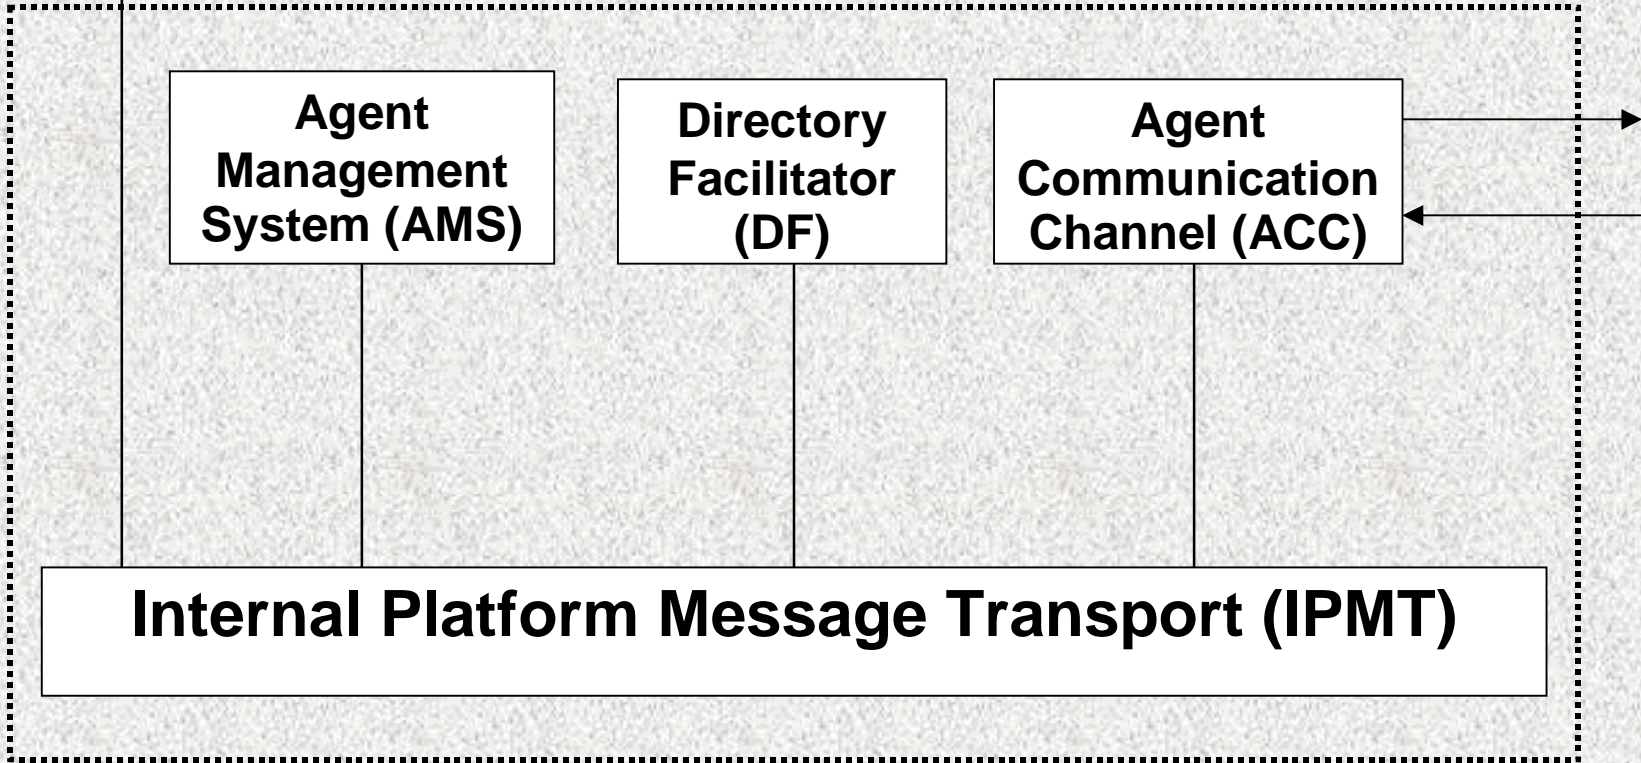 Agent
Management
System (AMS)
Directory
Facilitator
(DF)
Agent
Communication
Channel (ACC)
Internal Platform Message Transport (IPMT)